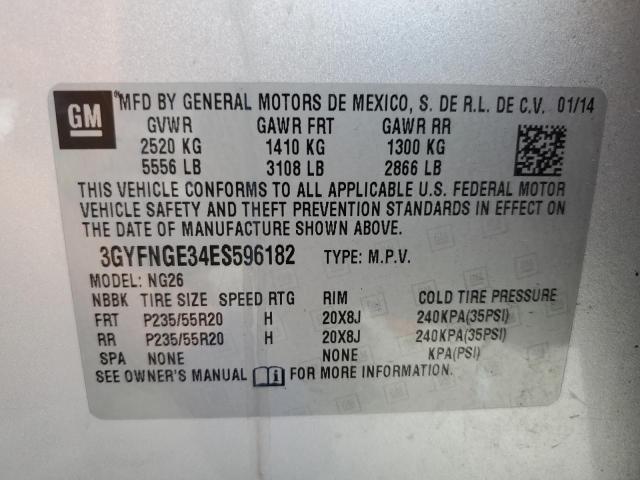 GM
® MFD BY GENERAL MOTORS DE MEXICO, S. DE R.L. DE C.V. 01/14
GVWR GAWR FRT GAWR RR
2520 KG 1410 KG 1300 KG
5556 LB 3108 LB 2866 LB
THIS VEHICLE CONFORMS TO ALL APPLICABLE U.S. FEDERAL MOTOR
VEHICLE SAFETY AND THEFT PREVENTION STANDARDS IN EFFECT ON
THE DATE OF MANUFACTURE SHOWN ABOVE.
3GYFNGE34ES596182 TYPE: M.P.V.
MODEL: NG26
NBBK TIRE SIZE SPEED RTG RIM COLD TIRE PRESSURE
FRT P235/55R20 H 20X8J 240KPA(35PSI)
RR P235/55R20 H 20X8J 240KPA(35PSI)
SPA NONE NONE KPA(PSI)
SEE OWNER'S MANUAL FOR MORE INFORMATION.